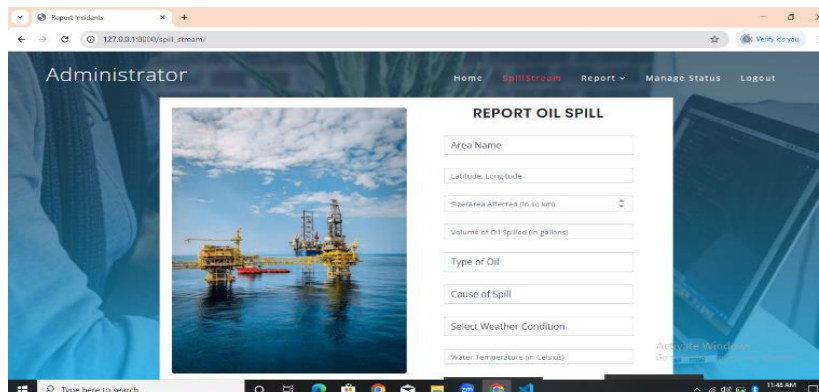 Report Incidents
127.0.0.1:8000/spill_stream/
Verify it's you
Administrator
Home SpillStream Report Manage Status Logout
REPORT OIL SPILL
Area Name
Latitude, Longitude
Size/Area Affected (in sq km)
Volume of Oil Spilled (in gallons)
Type of Oil
Cause of Spill
Select Weather Condition
Water Temperature (in Celsius)
Activate Windows
Type here to search
zm
11:48 AM